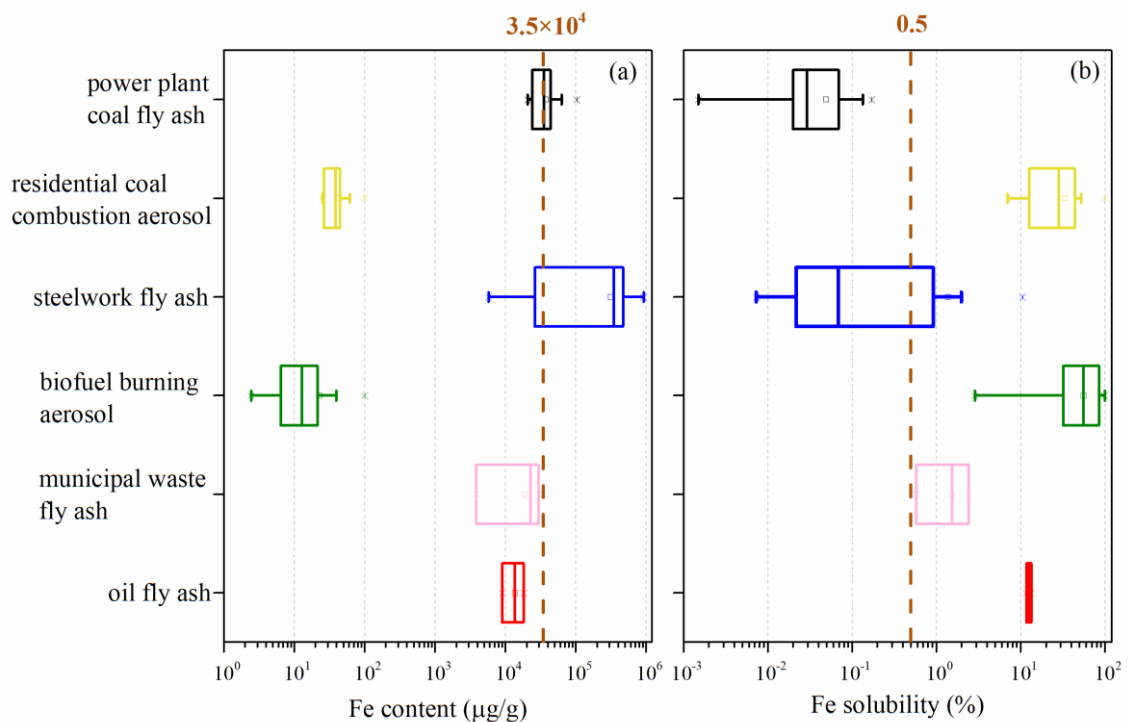 3.5×10⁴
0.5
(a)
(b)
power plant
coal fly ash
residential coal
combustion aerosol
steelwork fly ash
biofuel burning
aerosol
municipal waste
fly ash
oil fly ash
10⁰ 10¹ 10² 10³ 10⁴ 10⁵ 10⁶
10⁻³ 10⁻² 10⁻¹ 10⁰ 10¹ 10²
Fe content (μg/g)
Fe solubility (%)